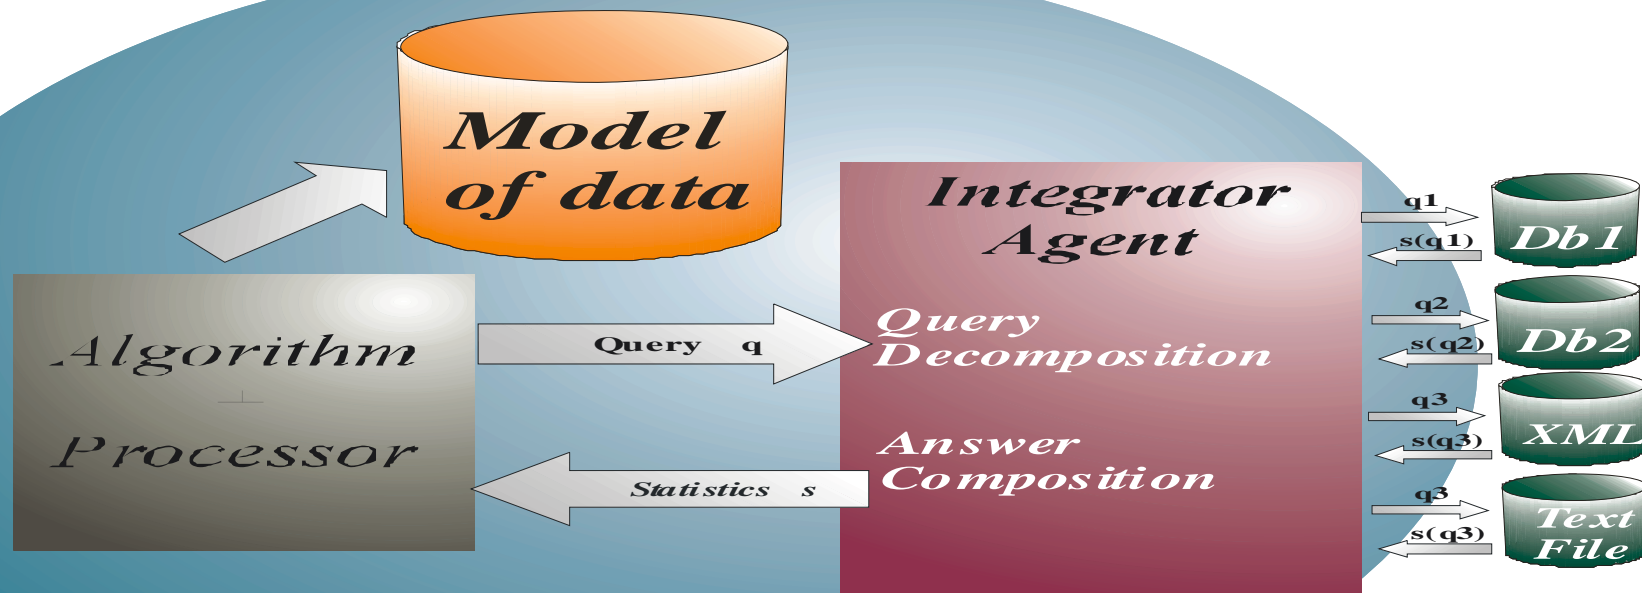 Model
of data
Integrator
Agent
Algorithm
Processor
Query q
Statistics s
Query
Decomposition
Answer
Composition
q1
s(q1)
Db1
q2
s(q2)
Db2
q3
s(q3)
XML
q3
s(q3)
Text
File